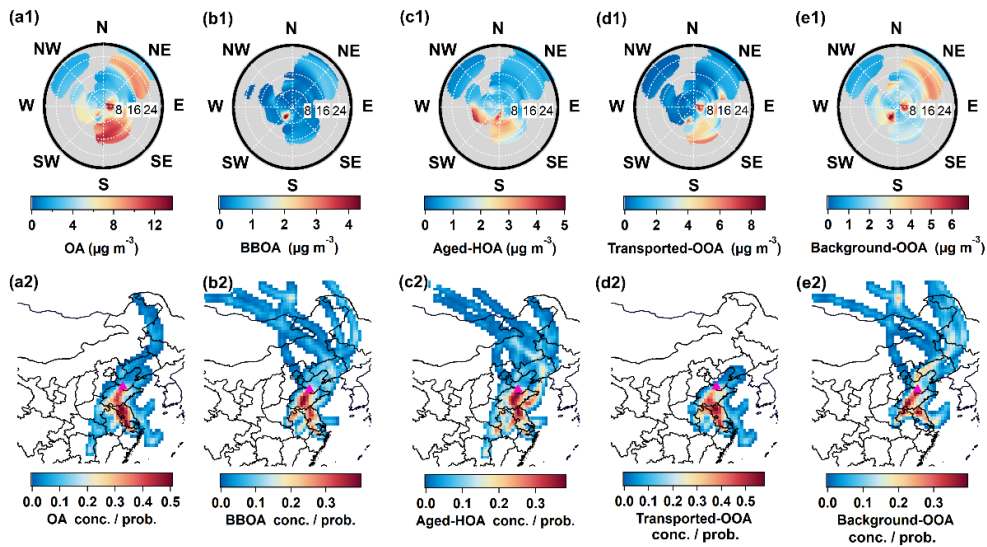 (a1) (b1) (c1) (d1) (e1)
N N N N N
NW NE NW NE NW NE NW NE NW NE
W 8 16 24 E W 8 16 24 E W 8 16 24 E W 8 16 24 E W 8 16 24 E
SW SE SW SE SW SE SW SE SW SE
S S S S S
0 4 8 12 0 1 2 3 4 0 1 2 3 4 5 0 2 4 6 8 0 1 2 3 4 5 6
OA (µg m⁻³) BBOA (µg m⁻³) Aged-HOA (µg m⁻³) Transported-OOA (µg m⁻³) Background-OOA (µg m⁻³)
(a2) (b2) (c2) (d2) (e2)
0.0 0.1 0.2 0.3 0.4 0.5 0.0 0.1 0.2 0.3 0.0 0.1 0.2 0.3 0.0 0.1 0.2 0.3 0.4 0.5 0.0 0.1 0.2 0.3
OA conc. / prob. BBOA conc. / prob. Aged-HOA conc. / prob. Transported-OOA Background-OOA
conc. / prob. conc. / prob.